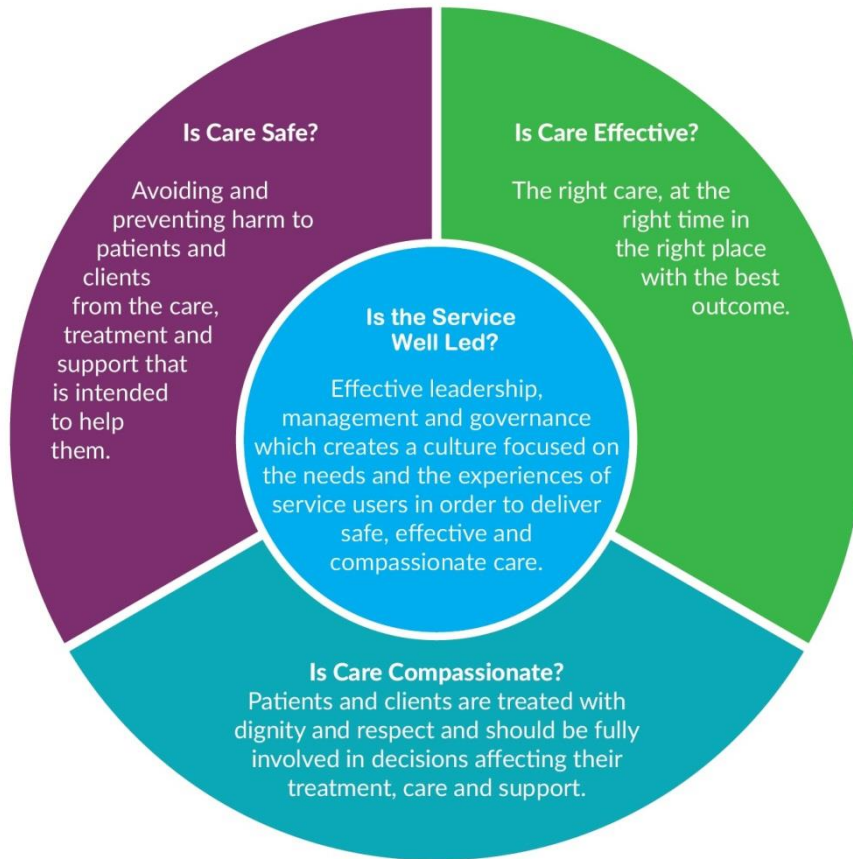 Is Care Safe?
Avoiding and
preventing harm to
patients and
clients
from the care,
treatment and
support that
is intended
to help
them.
Is Care Effective?
The right care, at the
right time in
the right place
with the best
outcome.
Is the Service
Well Led?
Effective leadership,
management and governance
which creates a culture focused on
the needs and the experiences of
service users in order to deliver
safe, effective and
compassionate care.
Is Care Compassionate?
Patients and clients are treated with
dignity and respect and should be fully
involved in decisions affecting their
treatment, care and support.